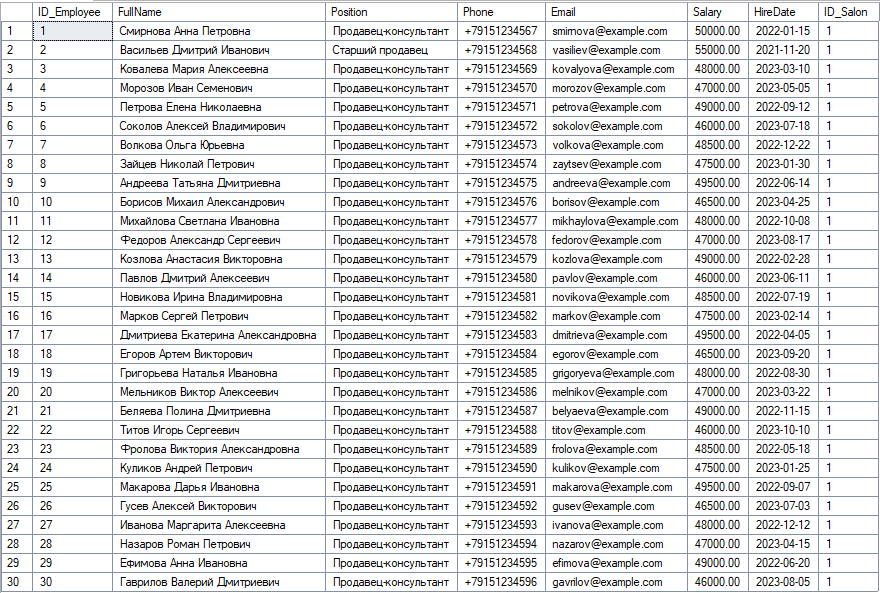 ID_Employee FullName Position Phone Email Salary HireDate ID_Salon
1 1 Смирнова Анна Петровна Продавец-консультант +79151234567 smirnova@example.com 50000.00 2022-01-15 1
2 2 Васильев Дмитрий Иванович Старший продавец +79151234568 vasiliev@example.com 55000.00 2021-11-20 1
3 3 Ковалева Мария Алексеевна Продавец-консультант +79151234569 kovalyova@example.com 48000.00 2023-03-10 1
4 4 Морозов Иван Семенович Продавец-консультант +79151234570 morozov@example.com 47000.00 2023-05-05 1
5 5 Петрова Елена Николаевна Продавец-консультант +79151234571 petrova@example.com 49000.00 2022-09-12 1
6 6 Соколов Алексей Владимирович Продавец-консультант +79151234572 sokolov@example.com 46000.00 2023-07-18 1
7 7 Волкова Ольга Юрьевна Продавец-консультант +79151234573 volkova@example.com 48500.00 2022-12-22 1
8 8 Зайцев Николай Петрович Продавец-консультант +79151234574 zaytsev@example.com 47500.00 2023-01-30 1
9 9 Андреева Татьяна Дмитриевна Продавец-консультант +79151234575 andreeva@example.com 49500.00 2022-06-14 1
10 10 Борисов Михаил Александрович Продавец-консультант +79151234576 borisov@example.com 46500.00 2023-04-25 1
11 11 Михайлова Светлана Ивановна Продавец-консультант +79151234577 mikhaylova@example.com 48000.00 2022-10-08 1
12 12 Федоров Александр Сергеевич Продавец-консультант +79151234578 fedorov@example.com 47000.00 2023-08-17 1
13 13 Козлова Анастасия Викторовна Продавец-консультант +79151234579 kozlova@example.com 49000.00 2022-02-28 1
14 14 Павлов Дмитрий Алексеевич Продавец-консультант +79151234580 pavlov@example.com 46000.00 2023-06-11 1
15 15 Новикова Ирина Владимировна Продавец-консультант +79151234581 novikova@example.com 48500.00 2022-07-19 1
16 16 Марков Сергей Петрович Продавец-консультант +79151234582 markov@example.com 47500.00 2023-02-14 1
17 17 Дмитриева Екатерина Александровна Продавец-консультант +79151234583 dmitrieva@example.com 49500.00 2022-04-05 1
18 18 Егоров Артем Викторович Продавец-консультант +79151234584 egorov@example.com 46500.00 2023-09-20 1
19 19 Григорьева Наталья Ивановна Продавец-консультант +79151234585 grigoryeva@example.com 48000.00 2022-08-30 1
20 20 Мельников Виктор Алексеевич Продавец-консультант +79151234586 melnikov@example.com 47000.00 2023-03-22 1
21 21 Беляева Полина Дмитриевна Продавец-консультант +79151234587 belyaeva@example.com 49000.00 2022-11-15 1
22 22 Титов Игорь Сергеевич Продавец-консультант +79151234588 titov@example.com 46000.00 2023-10-10 1
23 23 Фролова Виктория Александровна Продавец-консультант +79151234589 frolova@example.com 48500.00 2022-05-18 1
24 24 Куликов Андрей Петрович Продавец-консультант +79151234590 kulikov@example.com 47500.00 2023-01-25 1
25 25 Макарова Дарья Ивановна Продавец-консультант +79151234591 makarova@example.com 49500.00 2022-09-07 1
26 26 Гусев Алексей Викторович Продавец-консультант +79151234592 gusev@example.com 46500.00 2023-07-03 1
27 27 Иванова Маргарита Алексеевна Продавец-консультант +79151234593 ivanova@example.com 48000.00 2022-12-12 1
28 28 Назаров Роман Петрович Продавец-консультант +79151234594 nazarov@example.com 47000.00 2023-04-15 1
29 29 Ефимова Анна Ивановна Продавец-консультант +79151234595 efimova@example.com 49000.00 2022-06-20 1
30 30 Гаврилов Валерий Дмитриевич Продавец-консультант +79151234596 gavrilov@example.com 46000.00 2023-08-05 1